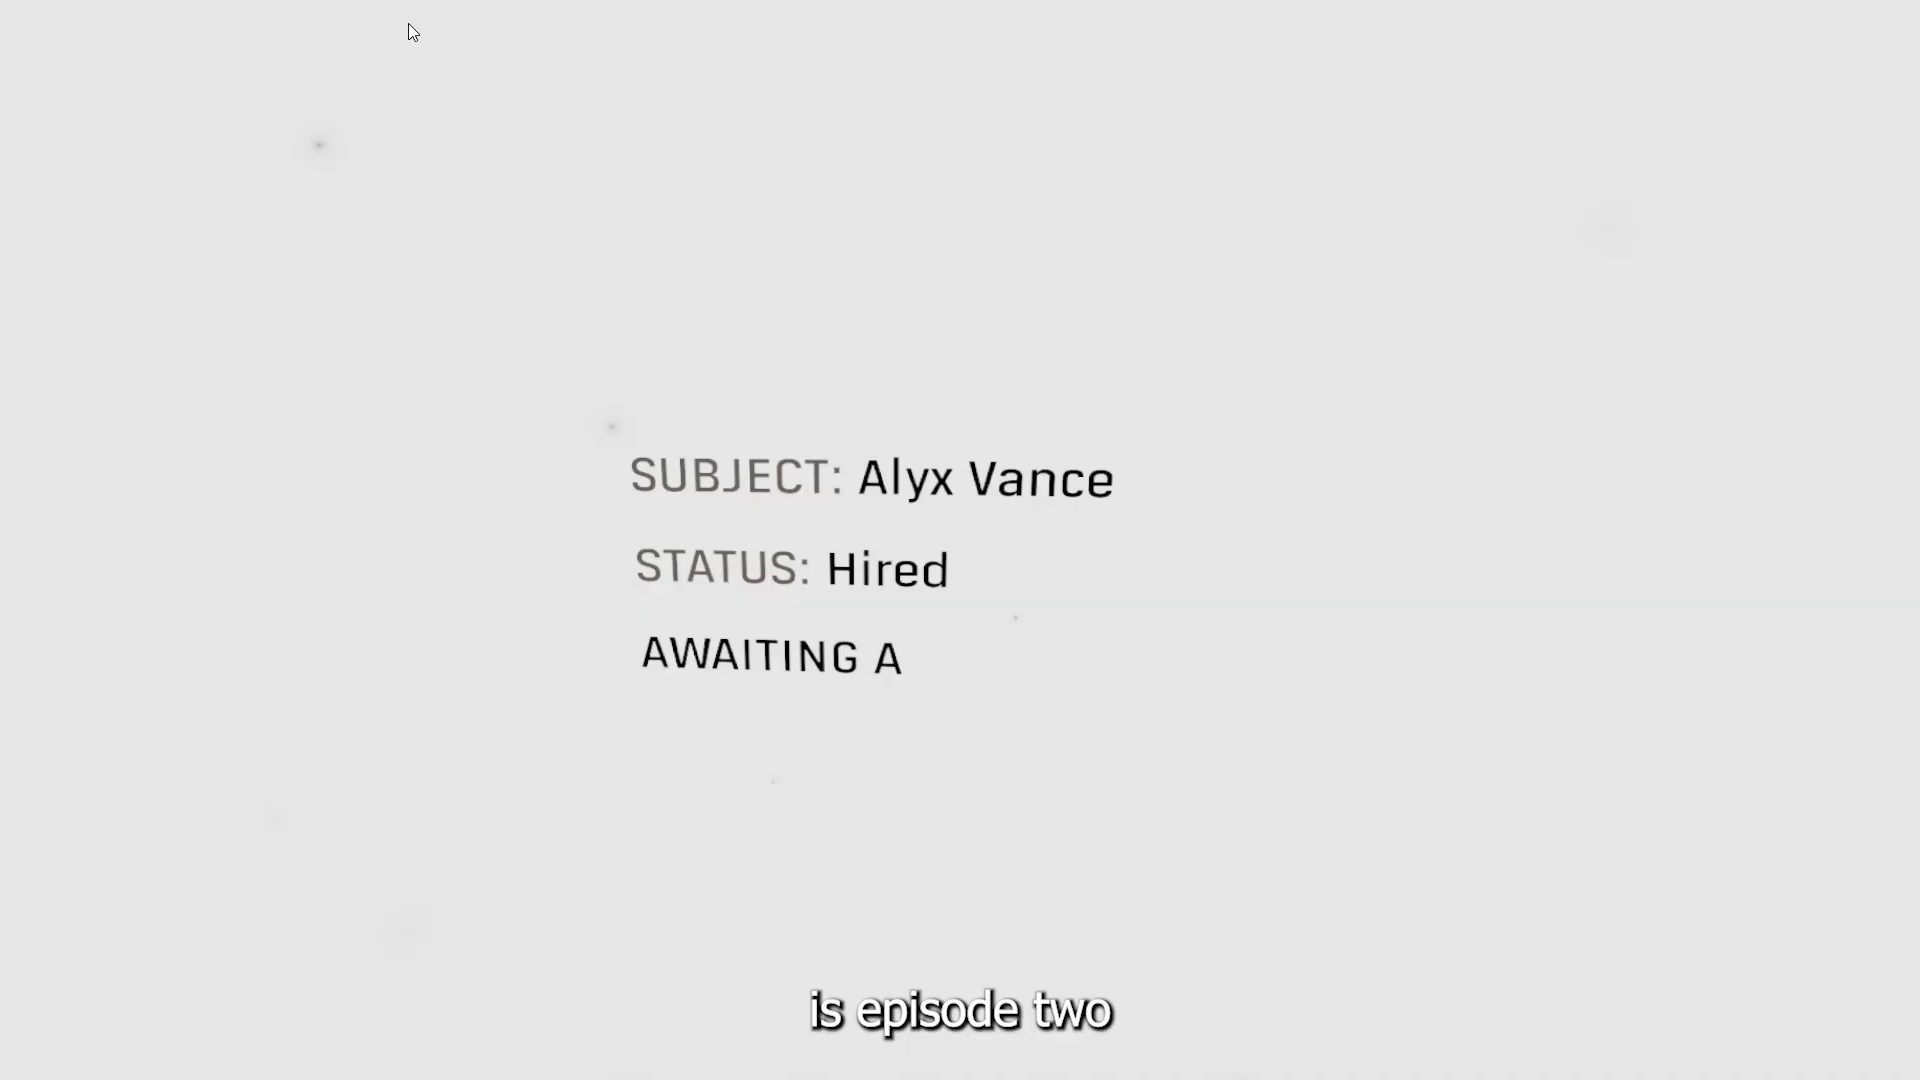 SUBJECT: Alyx Vance
STATUS: Hired
AWAITING A
is episode two